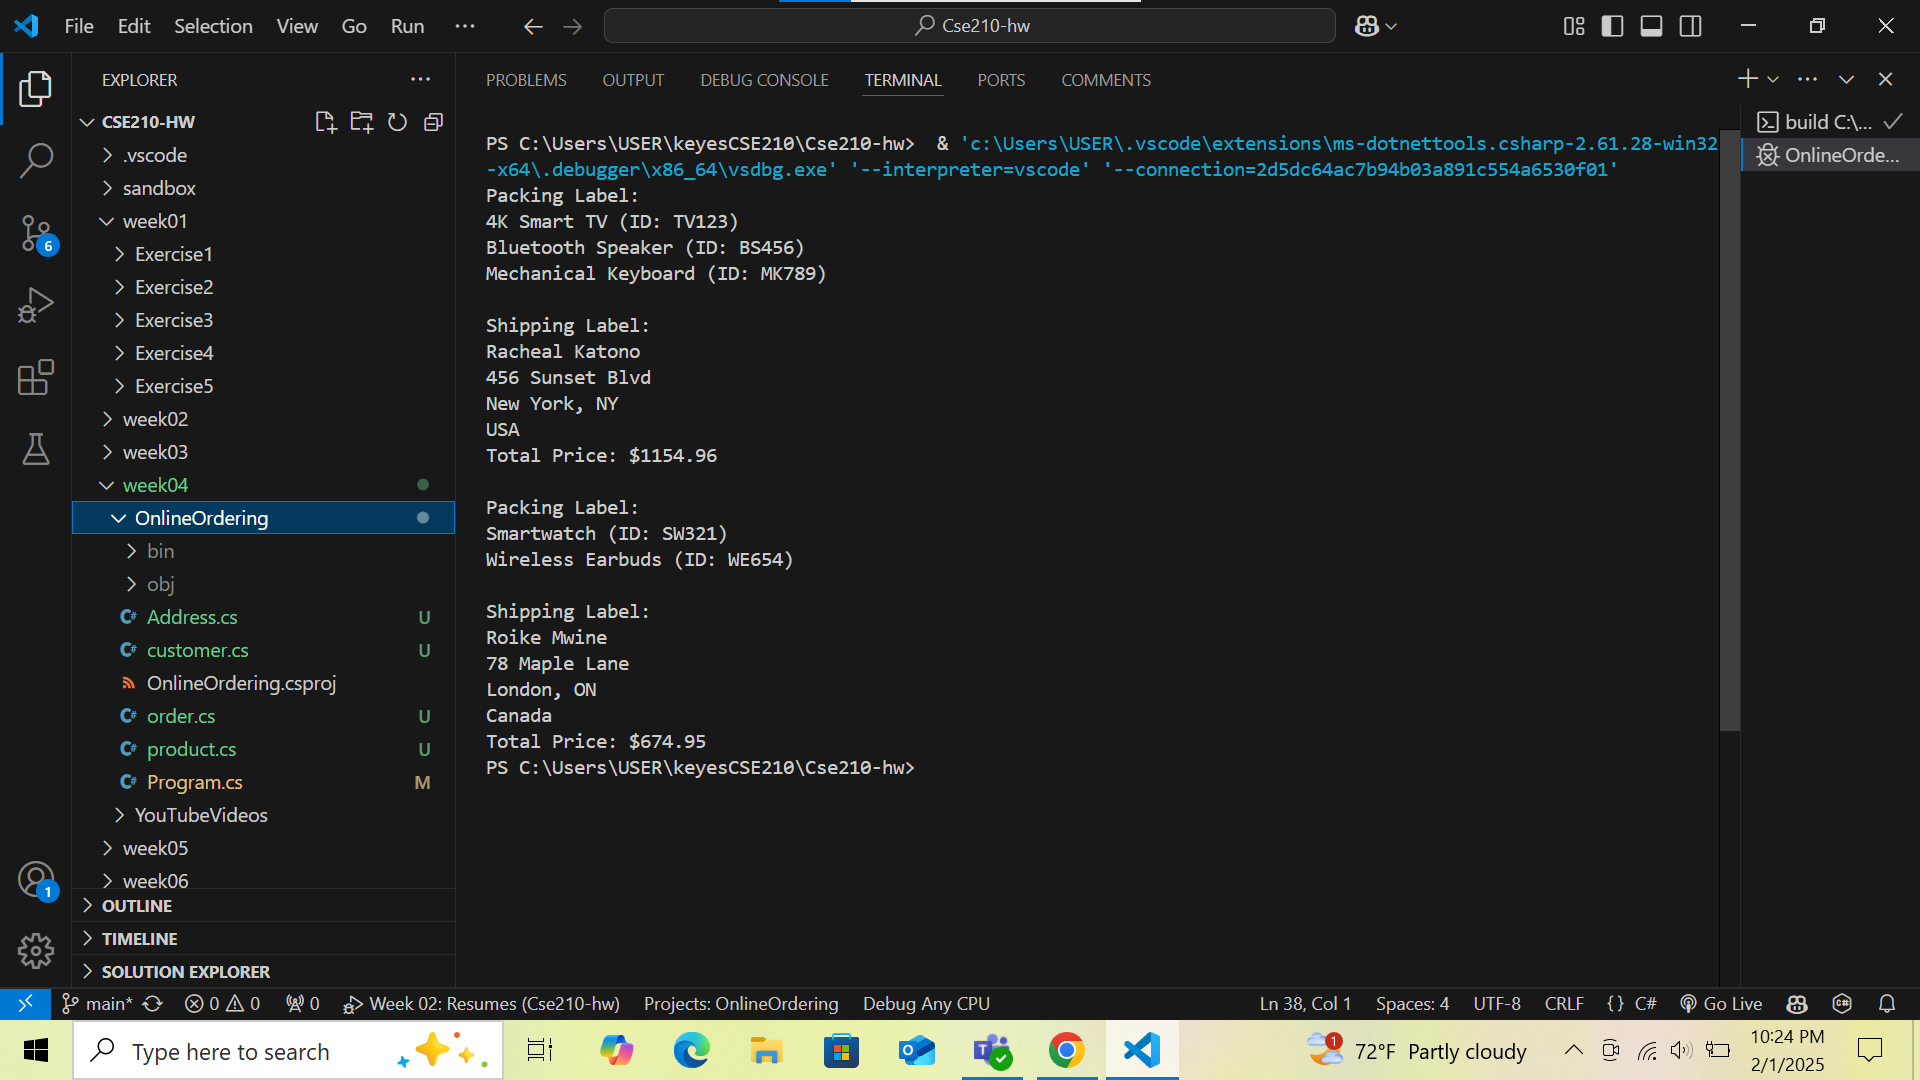 File Edit Selection View Go Run ···
Cse210-hw
EXPLORER ···
CSE210-HW
.vscode
sandbox
week01
Exercise1
Exercise2
Exercise3
Exercise4
Exercise5
week02
week03
week04
OnlineOrdering
bin
obj
Address.cs U
customer.cs U
OnlineOrdering.csproj
order.cs U
product.cs U
Program.cs M
YouTubeVideos
week05
week06
OUTLINE
TIMELINE
SOLUTION EXPLORER
6
1
PROBLEMS OUTPUT DEBUG CONSOLE TERMINAL PORTS COMMENTS
PS C:\Users\USER\keyesCSE210\Cse210-hw>  & 'c:\Users\USER\.vscode\extensions\ms-dotnettools.csharp-2.61.28-win32
-x64\.debugger\x86_64\vsdbg.exe' '--interpreter=vscode' '--connection=2d5dc64ac7b94b03a891c554a6530f01'
Packing Label:
4K Smart TV (ID: TV123)
Bluetooth Speaker (ID: BS456)
Mechanical Keyboard (ID: MK789)
Shipping Label:
Racheal Katono
456 Sunset Blvd
New York, NY
USA
Total Price: $1154.96
Packing Label:
Smartwatch (ID: SW321)
Wireless Earbuds (ID: WE654)
Shipping Label:
Roike Mwine
78 Maple Lane
London, ON
Canada
Total Price: $674.95
PS C:\Users\USER\keyesCSE210\Cse210-hw>
build C:\...
OnlineOrde...
main* 0 0 0 Week 02: Resumes (Cse210-hw) Projects: OnlineOrdering Debug Any CPU Ln 38, Col 1 Spaces: 4 UTF-8 CRLF {} C# Go Live
Type here to search
1
72°F Partly cloudy
10:24 PM
2/1/2025